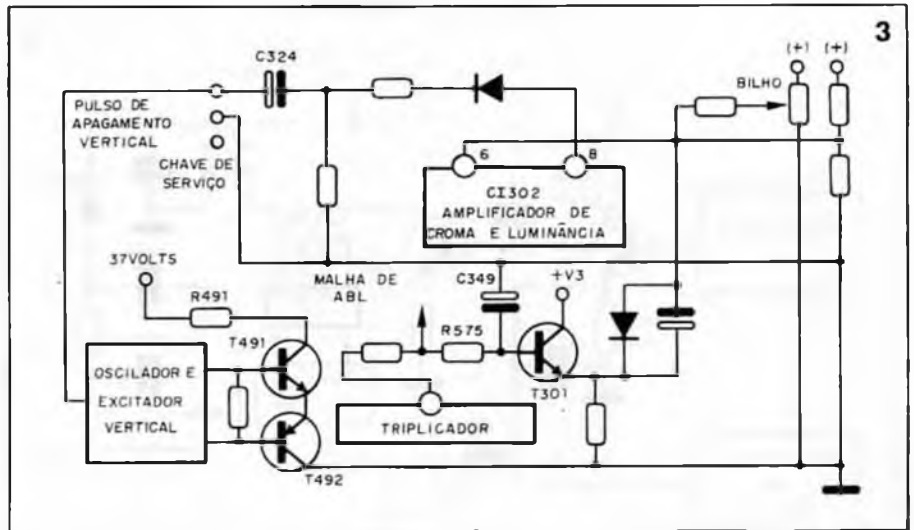 3
C324
(+) (+)
BILHO
PULSO DE
APAGAMENTO
VERTICAL
CHAVE DE
SERVIÇO
6
8
CI302
AMPLIFICADOR DE
CROMA E LUMINÂNCIA
37VOLTS
R491
MALHA DE
ABL
C349
+V3
T491
R575
T301
OSCILADOR E
EXCITADOR
VERTICAL
TRIPLICADOR
T492